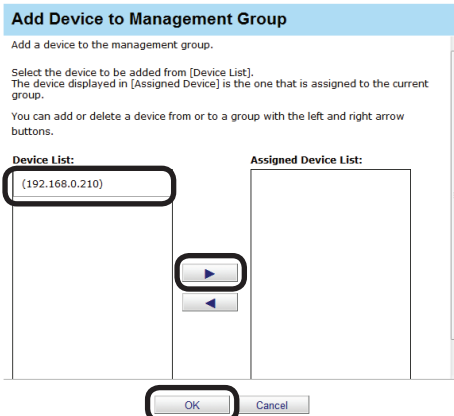 Add Device to Management Group
Add a device to the management group.
Select the device to be added from [Device List].
The device displayed in [Assigned Device] is the one that is assigned to the current
group.
You can add or delete a device from or to a group with the left and right arrow
buttons.
Device List:
Assigned Device List:
(192.168.0.210)
OK
Cancel